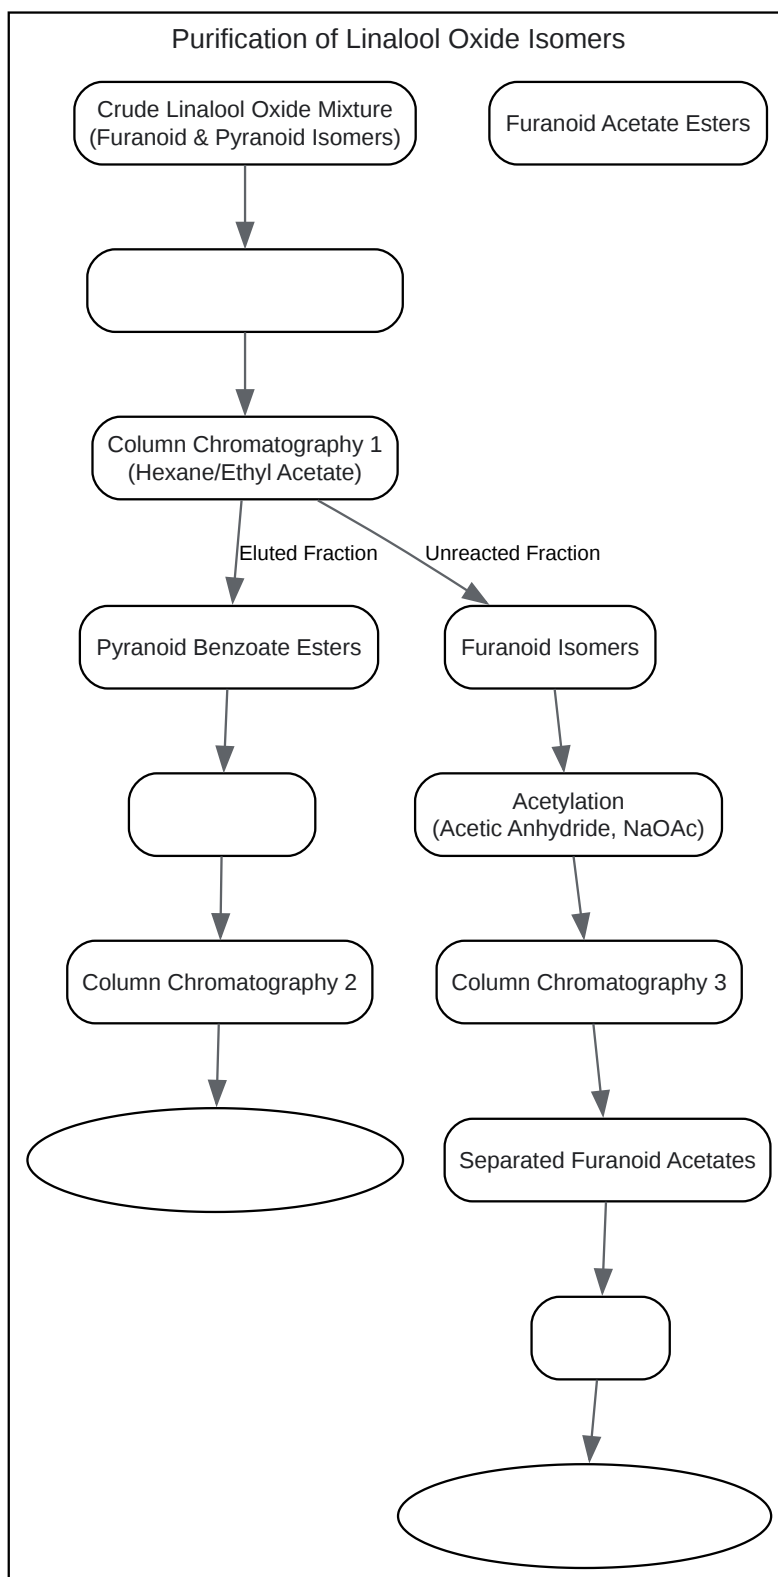 Purification of Linalool Oxide Isomers
Crude Linalool Oxide Mixture
(Furanoid & Pyranoid Isomers)
Furanoid Acetate Esters
Column Chromatography 1
(Hexane/Ethyl Acetate)
Eluted Fraction
Unreacted Fraction
Pyranoid Benzoate Esters
Furanoid Isomers
Acetylation
(Acetic Anhydride, NaOAc)
Column Chromatography 2
Column Chromatography 3
Separated Furanoid Acetates